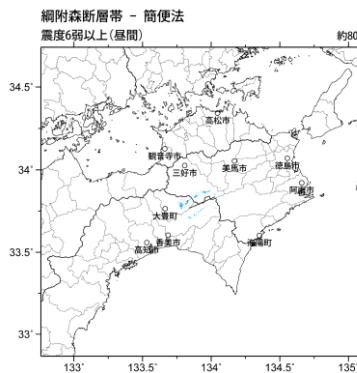 綱附森断層帯 - 簡便法
震度6弱以上(昼間) 約80
34.5°
高松市
観音寺市
徳島市
三好市
美馬市
34°
阿南市
大豊町
香美市
高知市
海陽町
33.5°
33°
133°
133.5°
134°
134.5°
135°